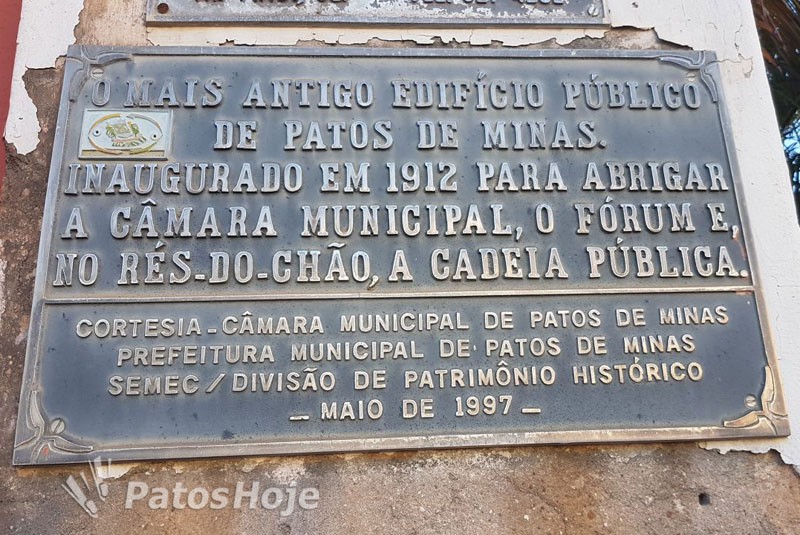 O MAIS ANTIGO EDIFÍCIO PÚBLICO
DE PATOS DE MINAS.
INAUGURADO EM 1912 PARA ABRIGAR
A CÂMARA MUNICIPAL, O FÓRUM E,
NO RÉS-DO-CHÃO, A CADEIA PÚBLICA.
CORTESIA - CÂMARA MUNICIPAL DE PATOS DE MINAS
PREFEITURA MUNICIPAL DE PATOS DE MINAS
SEMEC / DIVISÃO DE PATRIMÔNIO HISTÓRICO
- MAIO DE 1997 -
PatosHoje